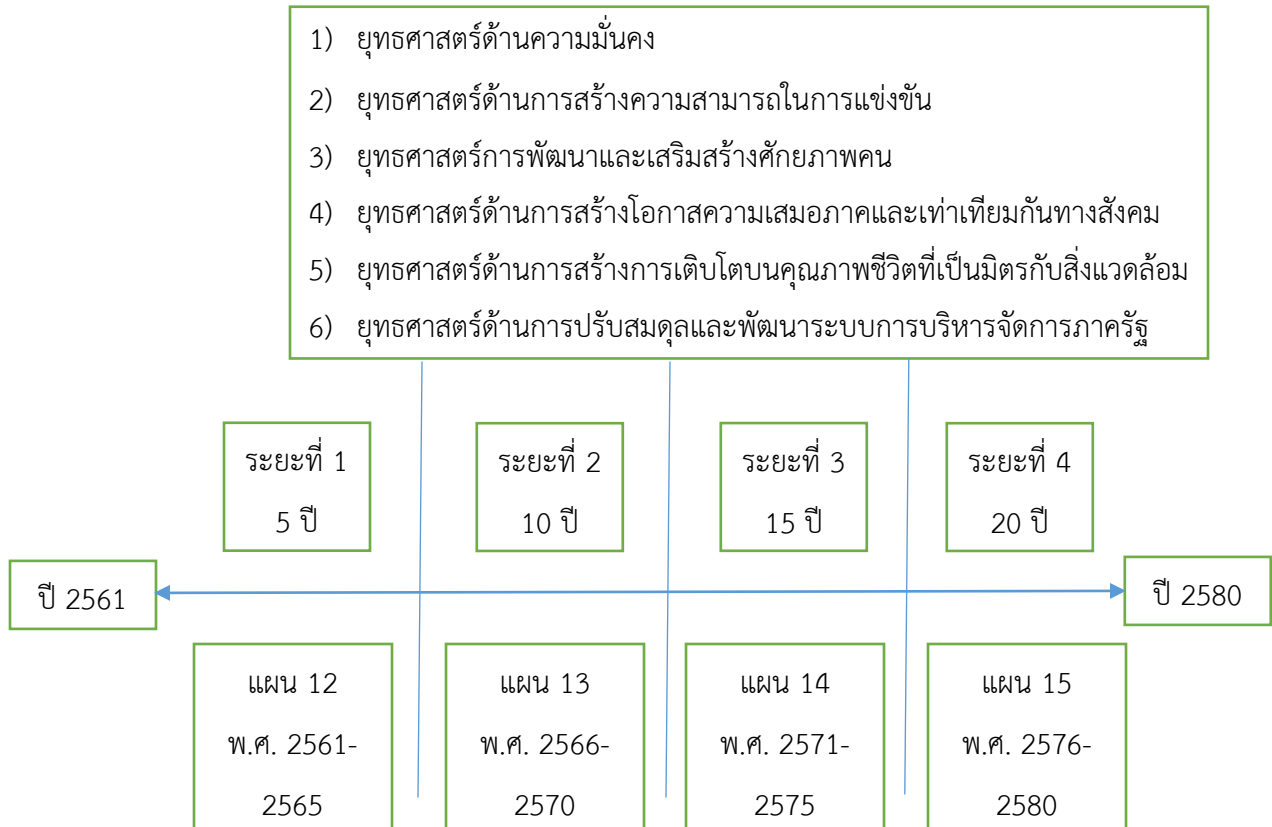 1) ยุทธศาสตร์ด้านความมั่นคง
2) ยุทธศาสตร์ด้านการสร้างความสามารถในการแข่งขัน
3) ยุทธศาสตร์การพัฒนาและเสริมสร้างศักยภาพคน
4) ยุทธศาสตร์ด้านการสร้างโอกาสความเสมอภาคและเท่าเทียมกันทางสังคม
5) ยุทธศาสตร์ด้านการสร้างการเติบโตบนคุณภาพชีวิตที่เป็นมิตรกับสิ่งแวดล้อม
6) ยุทธศาสตร์ด้านการปรับสมดุลและพัฒนาระบบการบริหารจัดการภาครัฐ
ระยะที่ 1
5 ปี
ระยะที่ 2
10 ปี
ระยะที่ 3
15 ปี
ระยะที่ 4
20 ปี
ปี 2561
ปี 2580
แผน 12
พ.ศ. 2561-
2565
แผน 13
พ.ศ. 2566-
2570
แผน 14
พ.ศ. 2571-
2575
แผน 15
พ.ศ. 2576-
2580